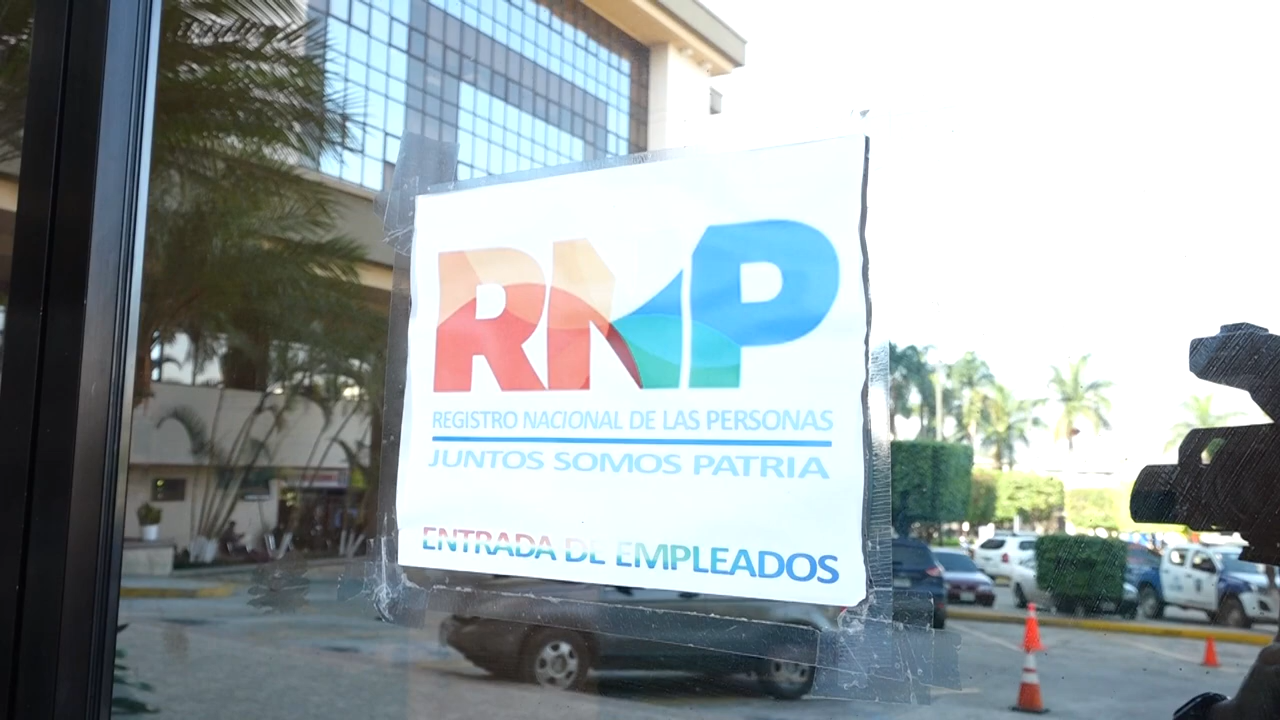 RNP
REGISTRO NACIONAL DE LAS PERSONAS
JUNTOS SOMOS PATRIA
ENTRADA DE EMPLEADOS